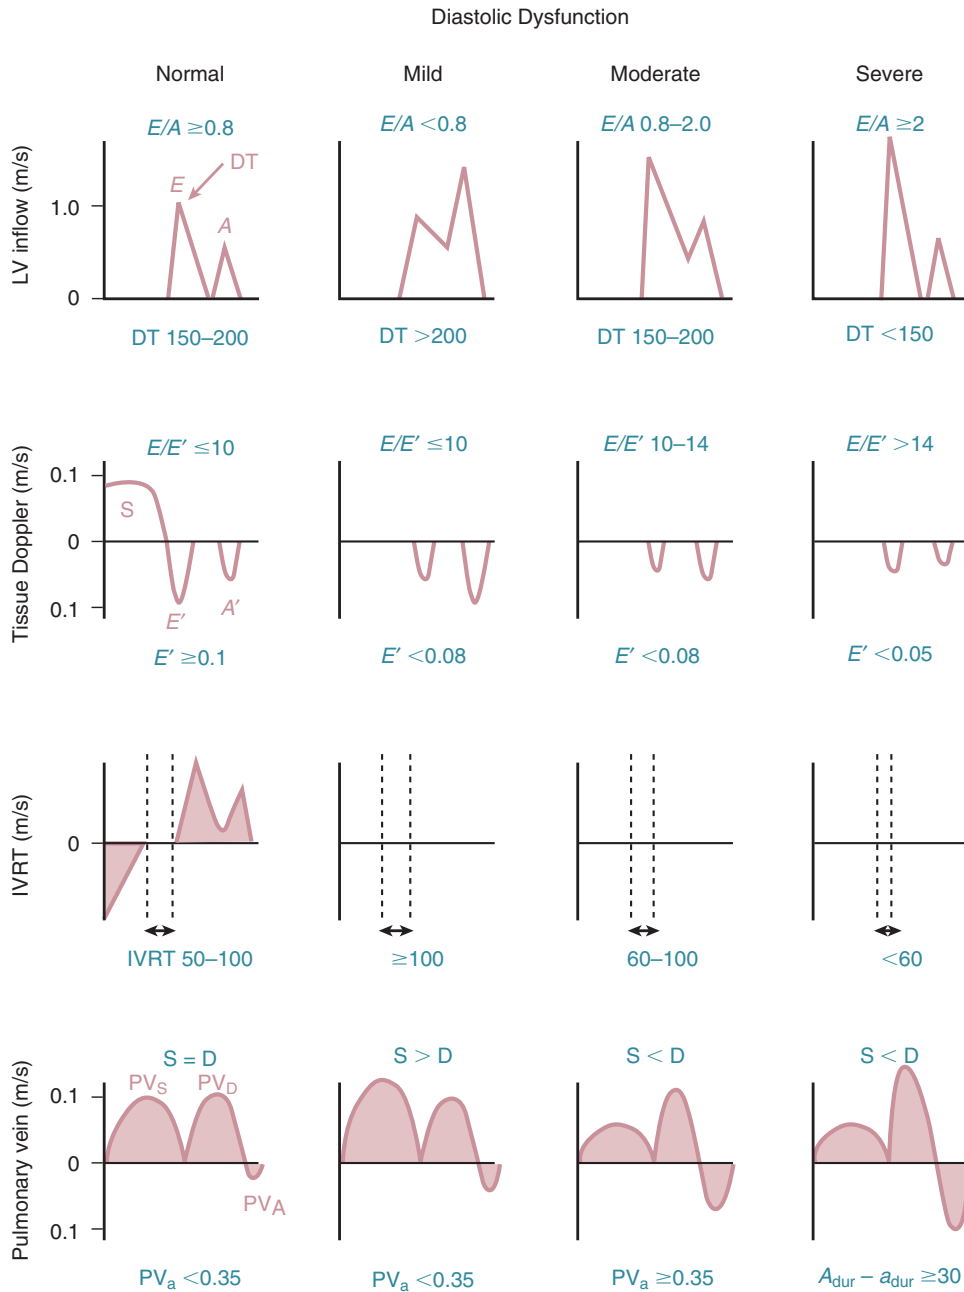 Diastolic Dysfunction
Normal Mild Moderate Severe
LV inflow (m/s)
E/A ≥0.8 E/A <0.8 E/A 0.8–2.0 E/A ≥2
DT
E
A
1.0
0
DT 150–200 DT >200 DT 150–200 DT <150
Tissue Doppler (m/s)
E/E′ ≤10 E/E′ ≤10 E/E′ 10–14 E/E′ >14
0.1
S
0
0.1
E′ A′
E′ ≥0.1 E′ <0.08 E′ <0.08 E′ <0.05
IVRT (m/s)
0
IVRT 50–100 ≥100 60–100 <60
Pulmonary vein (m/s)
S = D S > D S < D S < D
PVS PVD
0.1
0
PVA
0.1
PVa <0.35 PVa <0.35 PVa ≥0.35 Adur – adur ≥30